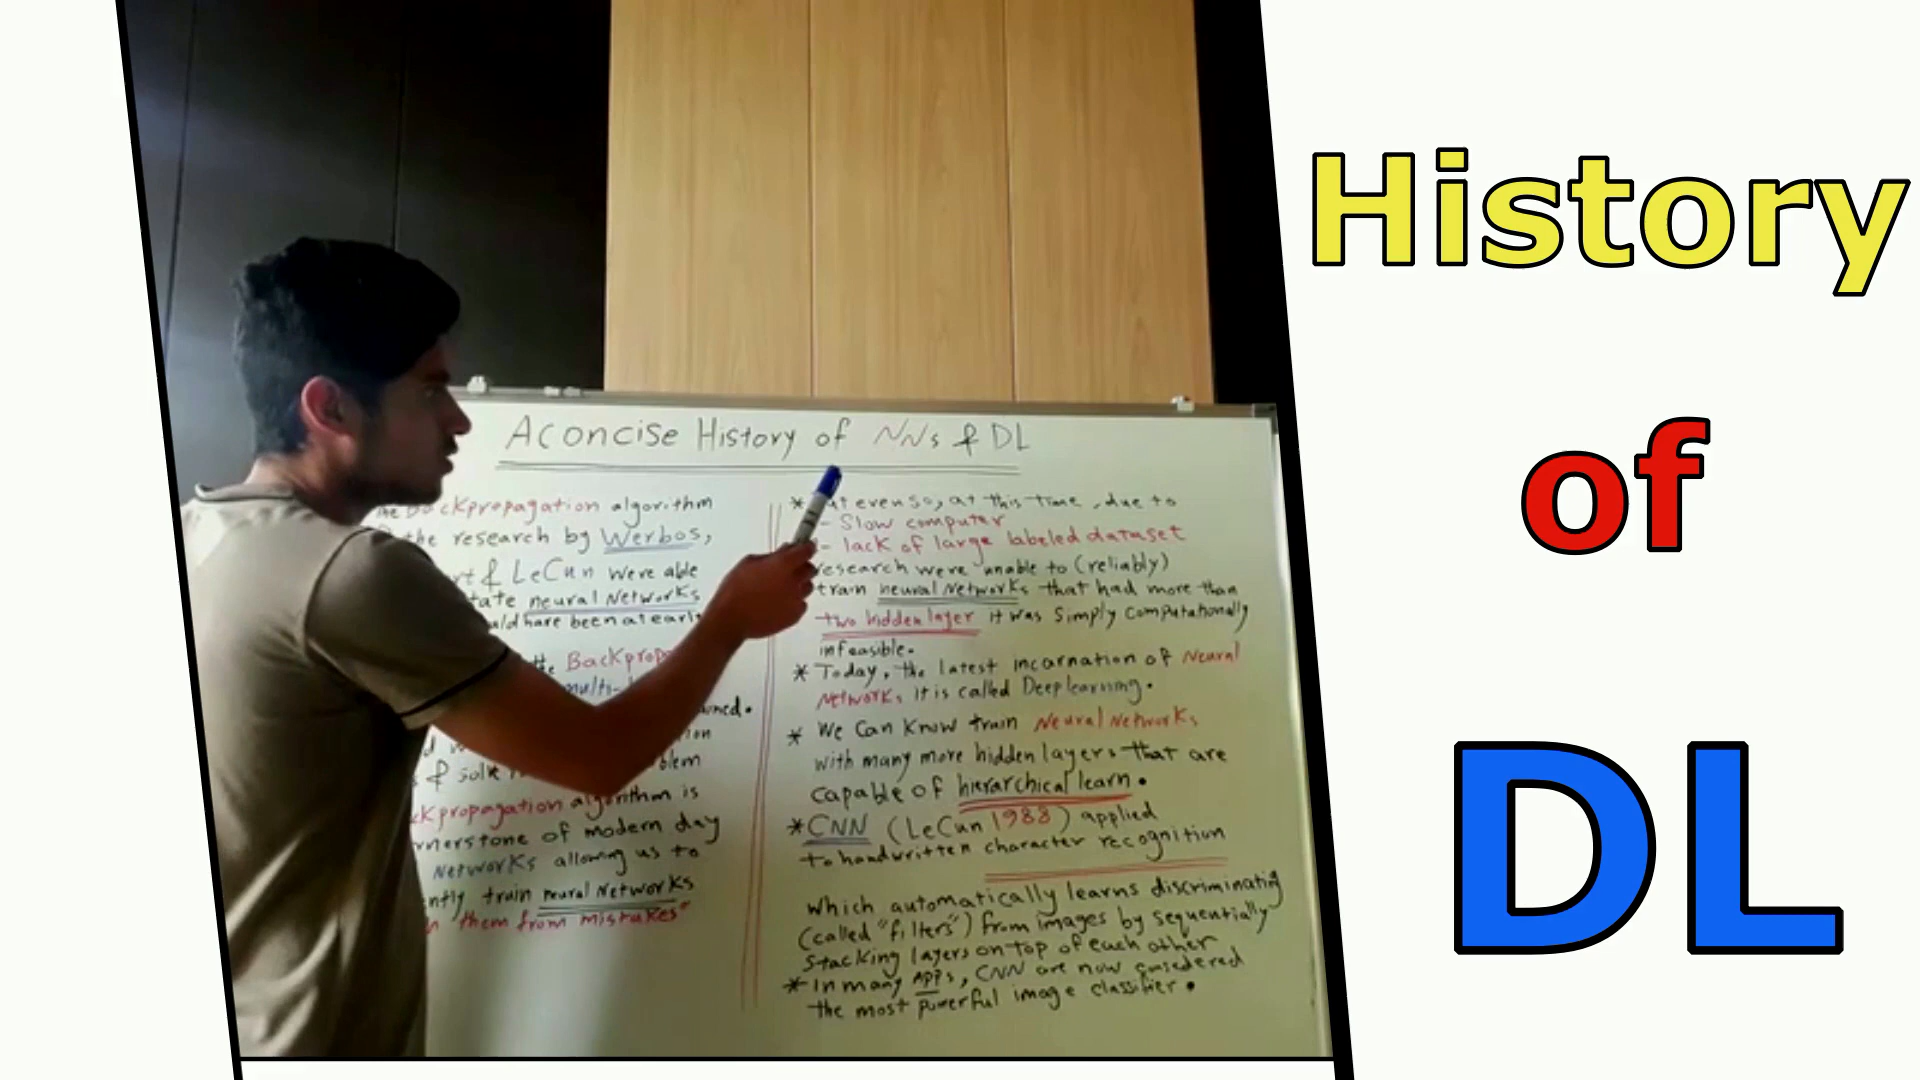 A concise History of NNs & DL
Backpropagation algorithm
the research by Werbos,
& LeCun were able
neural Networks
have been at earl
the Backprop
multi-
& solve
Backpropagation algorithm is
of modern day
Networks allowing us to
train neural Networks
them from mistakes"
* even so, at this time, due to
- Slow computer
- lack of large labeled dataset
research were unable to (reliably)
train neural Networks that had more than
two hidden layer it was simply computationally
infeasible.
* Today, the latest incarnation of Neural
Networks it is called Deep learning.
* We Can Know train Neural Networks
with many more hidden layers that are
capable of hierarchical learn.
* CNN (LeCun 1988) applied
to handwritten character recognition
Which automatically learns discriminating
(called "filters") from images by sequentially
stacking layers on top of each other
* In many APPs, CNN are now
the most powerful image classifier.
History
of
DL